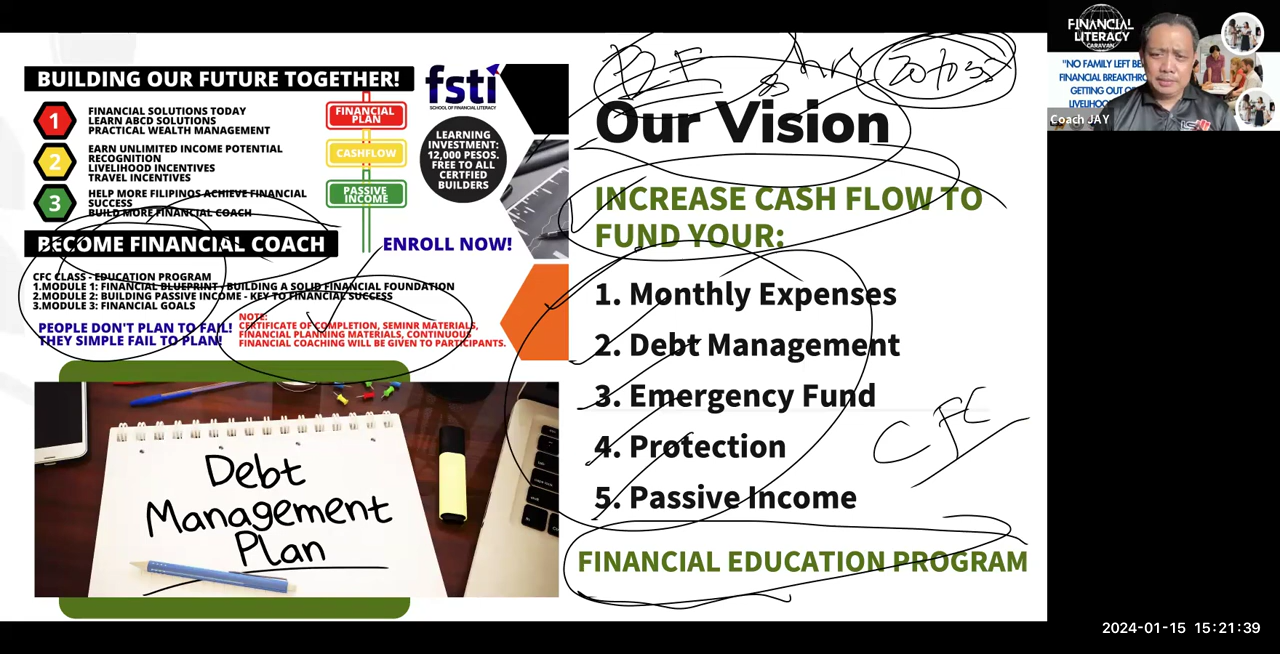 BUILDING OUR FUTURE TOGETHER!
fsti
SCHOOL OF FINANCIAL LITERACY
1
FINANCIAL SOLUTIONS TODAY
LEARN ABCD SOLUTIONS
PRACTICAL WEALTH MANAGEMENT
2
EARN UNLIMITED INCOME POTENTIAL
RECOGNITION
LIVELIHOOD INCENTIVES
TRAVEL INCENTIVES
3
HELP MORE FILIPINOS ACHIEVE FINANCIAL
SUCCESS
BUILD MORE FINANCIAL COACH
FINANCIAL
PLAN
CASHFLOW
PASSIVE
INCOME
LEARNING
INVESTMENT:
12,000 PESOS.
FREE TO ALL
CERTFIED
BUILDERS
BECOME FINANCIAL COACH
ENROLL NOW!
CFC CLASS - EDUCATION PROGRAM
1.MODULE 1: FINANCIAL BLUEPRINT - BUILDING A SOLID FINANCIAL FOUNDATION
2.MODULE 2: BUILDING PASSIVE INCOME - KEY TO FINANCIAL SUCCESS
3.MODULE 3: FINANCIAL GOALS
PEOPLE DON'T PLAN TO FAIL!
THEY SIMPLE FAIL TO PLAN!
NOTE:
CERTIFICATE OF COMPLETION, SEMINR MATERIALS,
FINANCIAL PLANNING MATERIALS, CONTINUOUS
FINANCIAL COACHING WILL BE GIVEN TO PARTICIPANTS.
Debt
Management
Plan
Our Vision
INCREASE CASH FLOW TO
FUND YOUR:
1. Monthly Expenses
2. Debt Management
3. Emergency Fund
4. Protection
5. Passive Income
CFC
FINANCIAL EDUCATION PROGRAM
FINANCIAL
LITERACY
CARAVAN
"NO FAMILY LEFT
FINANCIAL
GETTING OUT
Coach JAY
2024-01-15 15:21:39